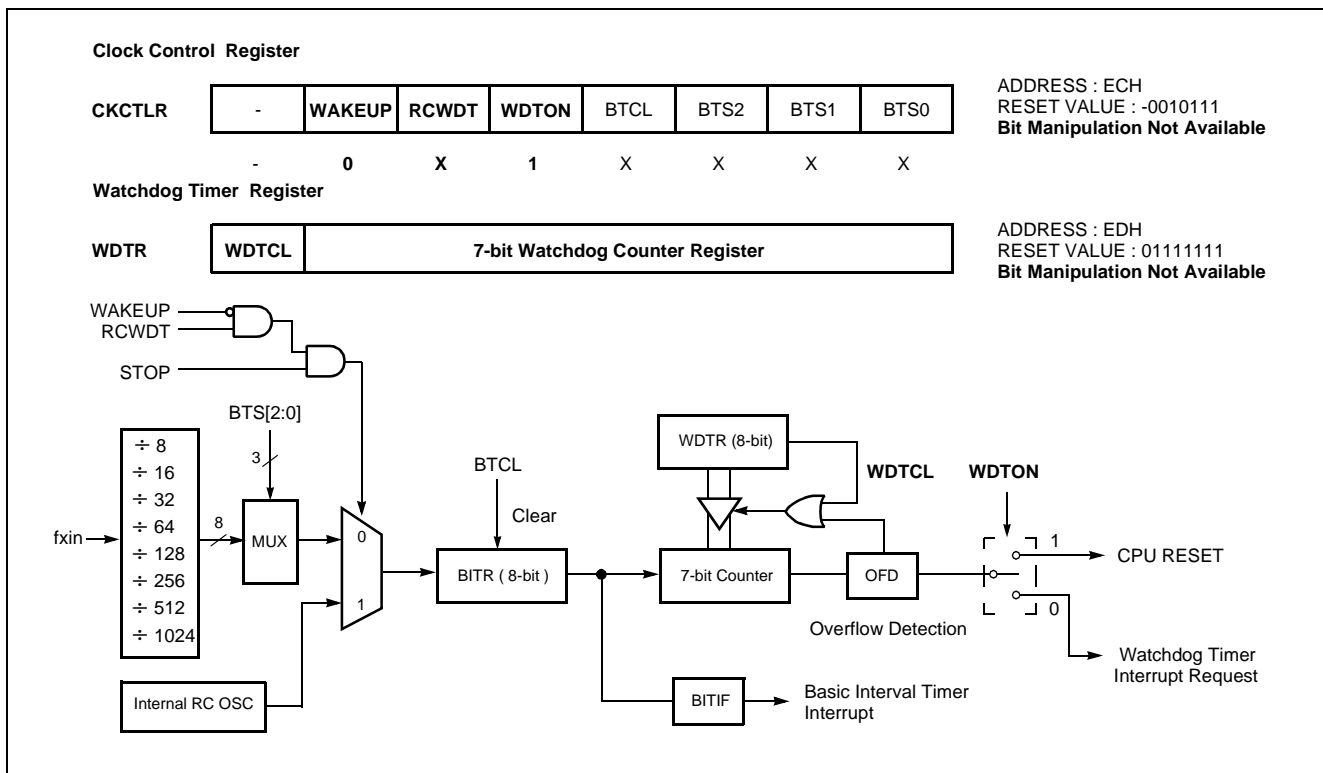 Clock Control Register
CKCTLR
- WAKEUP RCWDT WDTON BTCL BTS2 BTS1 BTS0
ADDRESS : ECH
RESET VALUE : -0010111
Bit Manipulation Not Available
- 0 X 1 X X X X
Watchdog Timer Register
WDTR
WDTCL 7-bit Watchdog Counter Register
ADDRESS : EDH
RESET VALUE : 01111111
Bit Manipulation Not Available
WAKEUP
RCWDT
STOP
BTS[2:0]
3
fxin
÷ 8
÷ 16
÷ 32
÷ 64
÷ 128
÷ 256
÷ 512
÷ 1024
8
MUX
0
1
Internal RC OSC
BTCL
Clear
BITR ( 8-bit )
WDTR (8-bit)
WDTCL
WDTON
7-bit Counter
OFD
Overflow Detection
1
CPU RESET
0
Watchdog Timer
Interrupt Request
BITIF
Basic Interval Timer
Interrupt